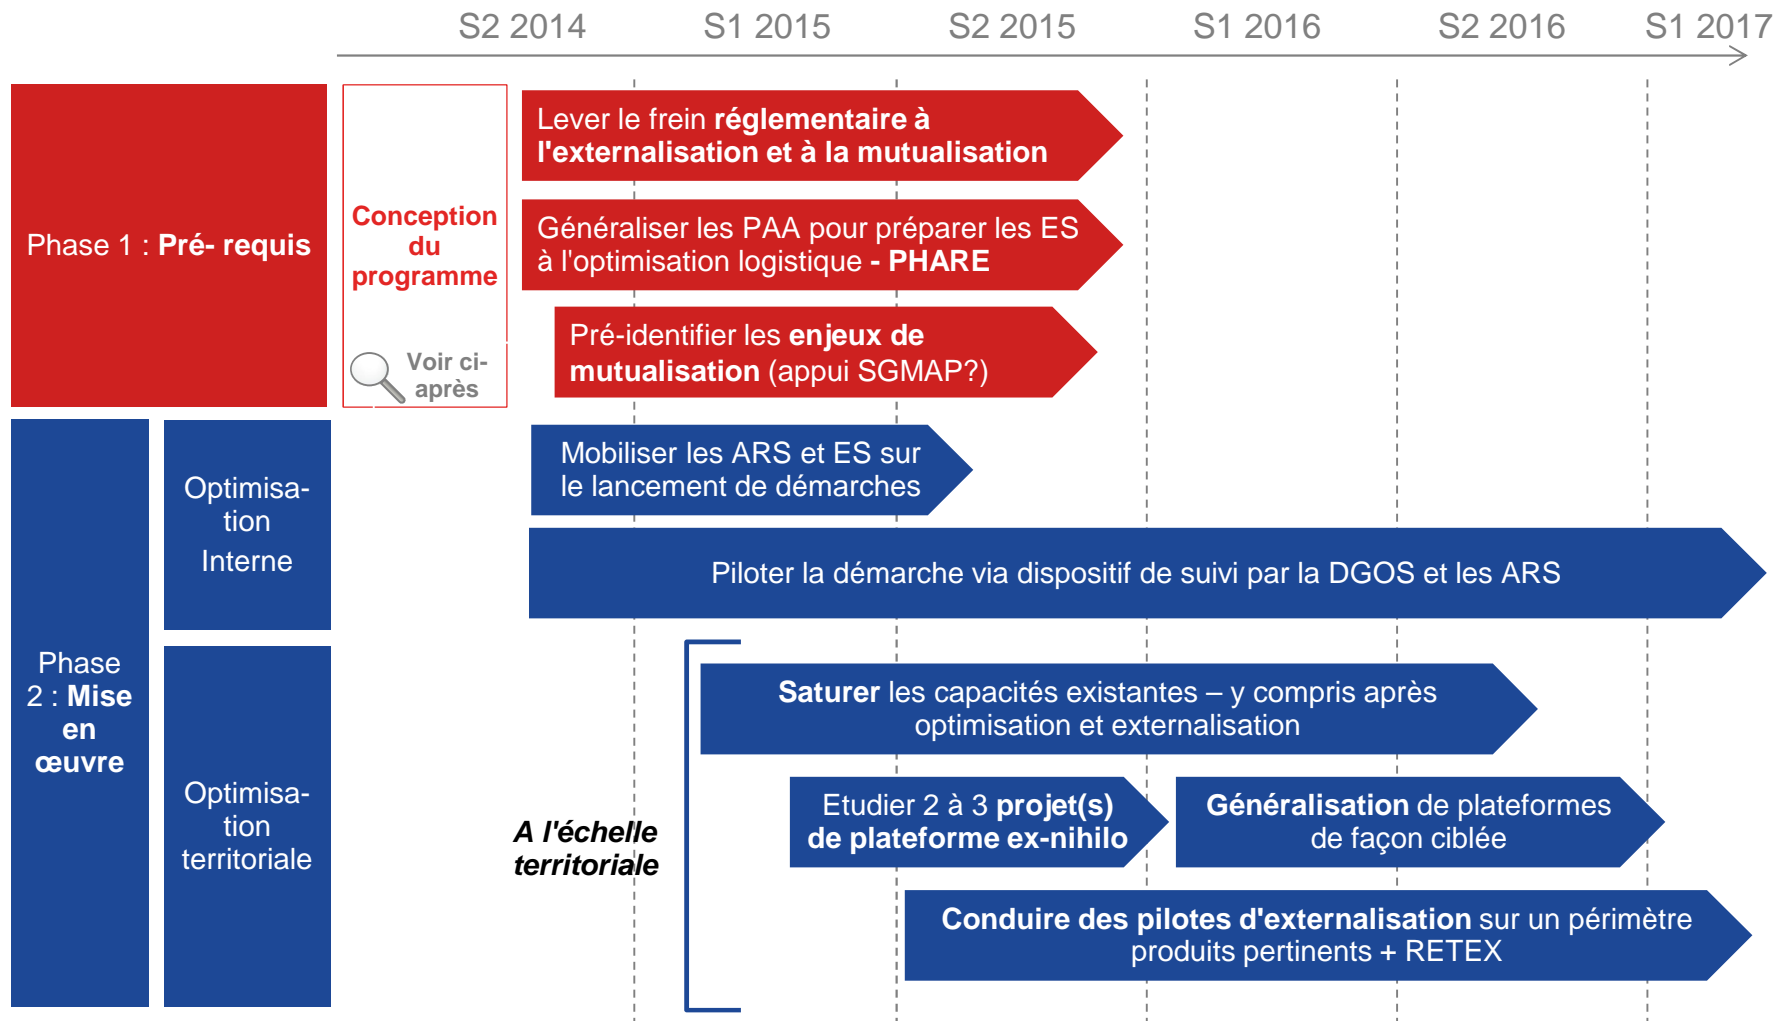 S2 2014 S1 2015 S2 2015 S1 2016 S2 2016 S1 2017
Phase 1 : Pré- requis
Conception
du
programme
Voir ci-
après
Lever le frein réglementaire à
l'externalisation et à la mutualisation
Généraliser les PAA pour préparer les ES
à l'optimisation logistique - PHARE
Pré-identifier les enjeux de
mutualisation (appui SGMAP?)
Phase
2 : Mise
en
œuvre
Optimisa-
tion
Interne
Mobiliser les ARS et ES sur
le lancement de démarches
Piloter la démarche via dispositif de suivi par la DGOS et les ARS
Optimisa-
tion
territoriale
A l'échelle
territoriale
Saturer les capacités existantes – y compris après
optimisation et externalisation
Etudier 2 à 3 projet(s)
de plateforme ex-nihilo
Généralisation de plateformes
de façon ciblée
Conduire des pilotes d'externalisation sur un périmètre
produits pertinents + RETEX